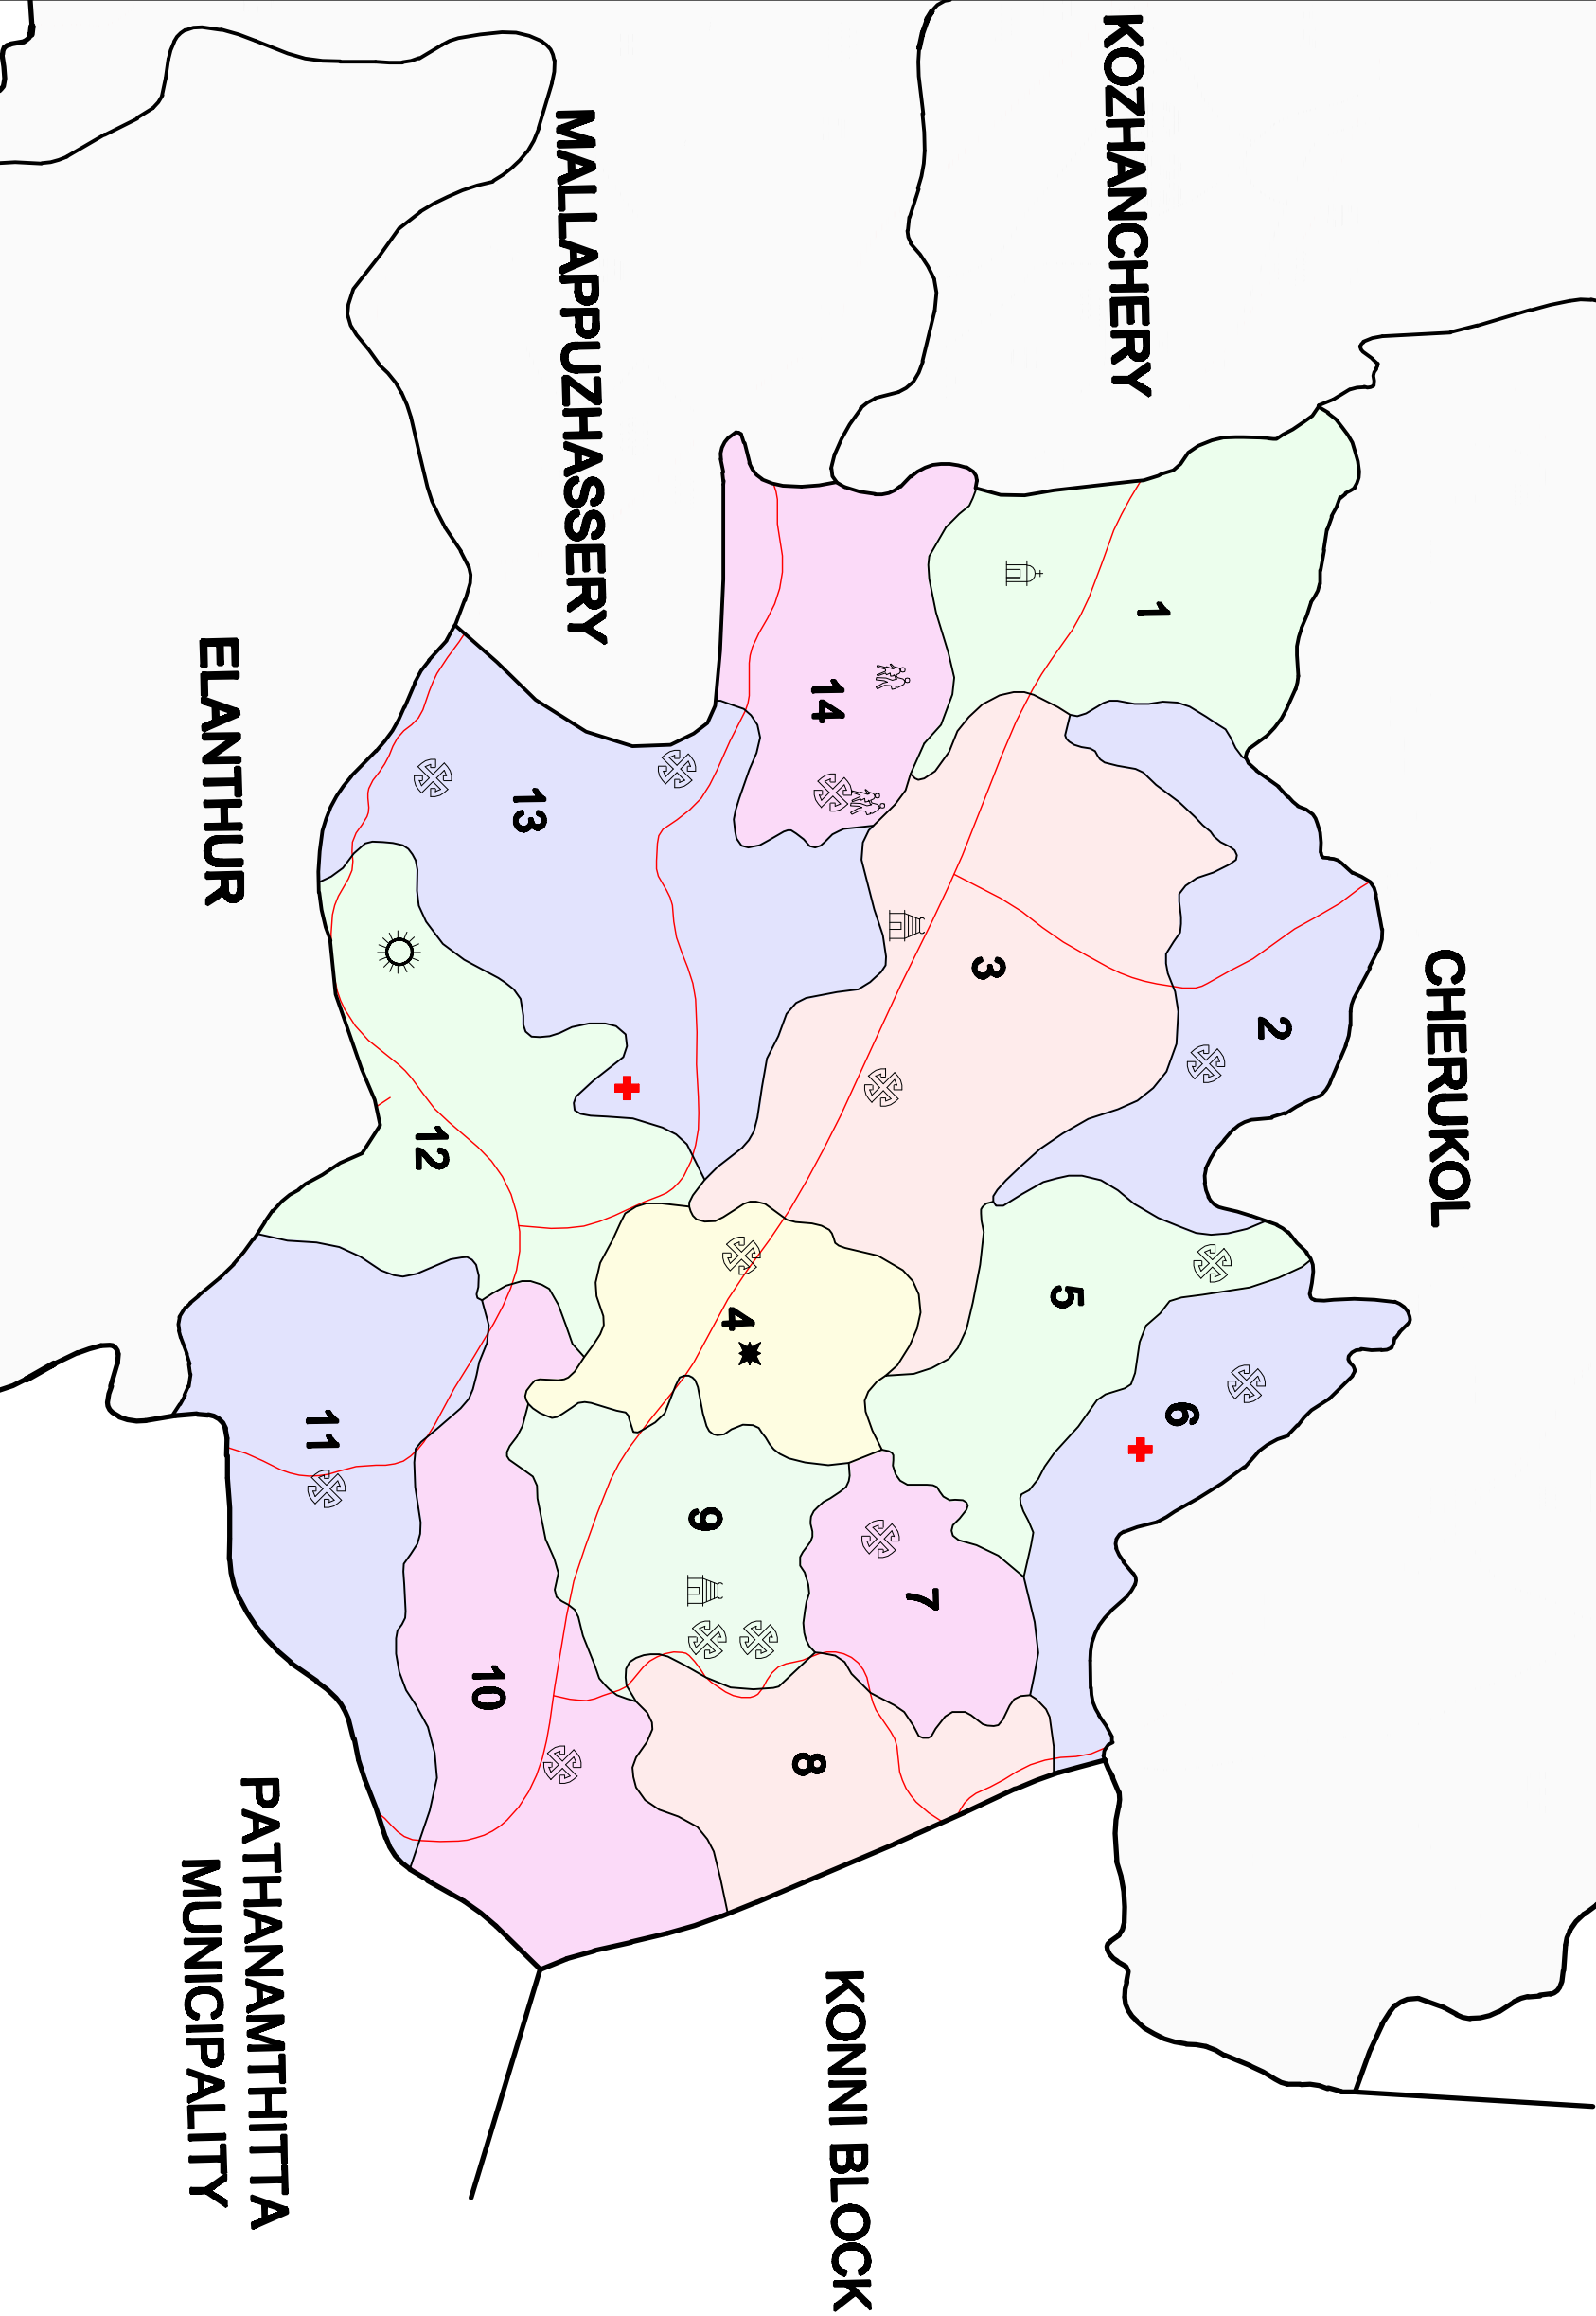 CHERUKOL
2
6
KOZHANCHERY
1
5
3
7
KONNI BLOCK
14
8
4
9
MALLAPPUZHASSERY
13
10
12
11
ELANTHUR
PATHANAMTHITTA
MUNICIPALITY